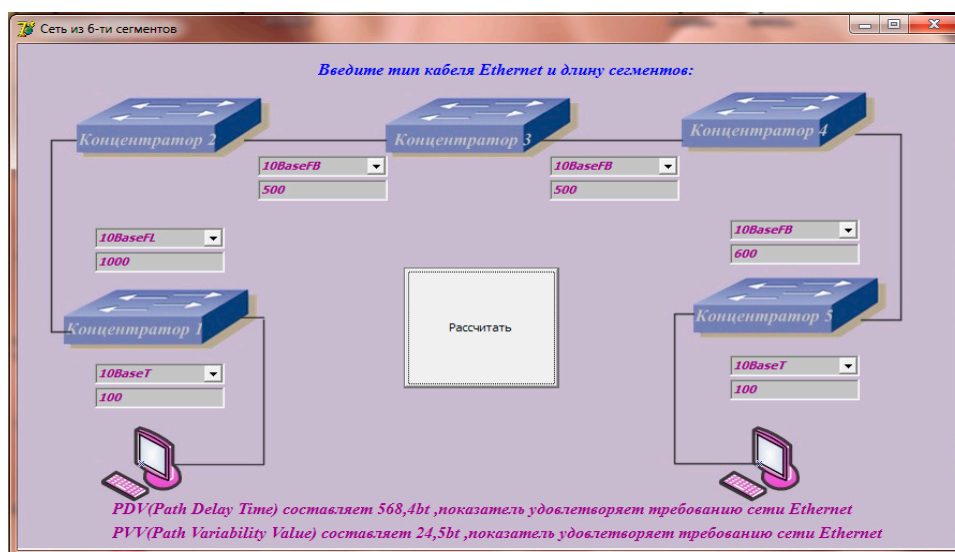 Сеть из 6-ти сегментов
Введите тип кабеля Ethernet и длину сегментов:
Концентратор 2
Концентратор 3
Концентратор 4
10BaseFB
500
10BaseFB
500
10BaseFL
1000
10BaseFB
600
Концентратор 1
Рассчитать
Концентратор 5
10BaseT
100
10BaseT
100
PDV(Path Delay Time) составляет 568,4bt ,показатель удовлетворяет требованию сети Ethernet
PVV(Path Variability Value) составляет 24,5bt ,показатель удовлетворяет требованию сети Ethernet